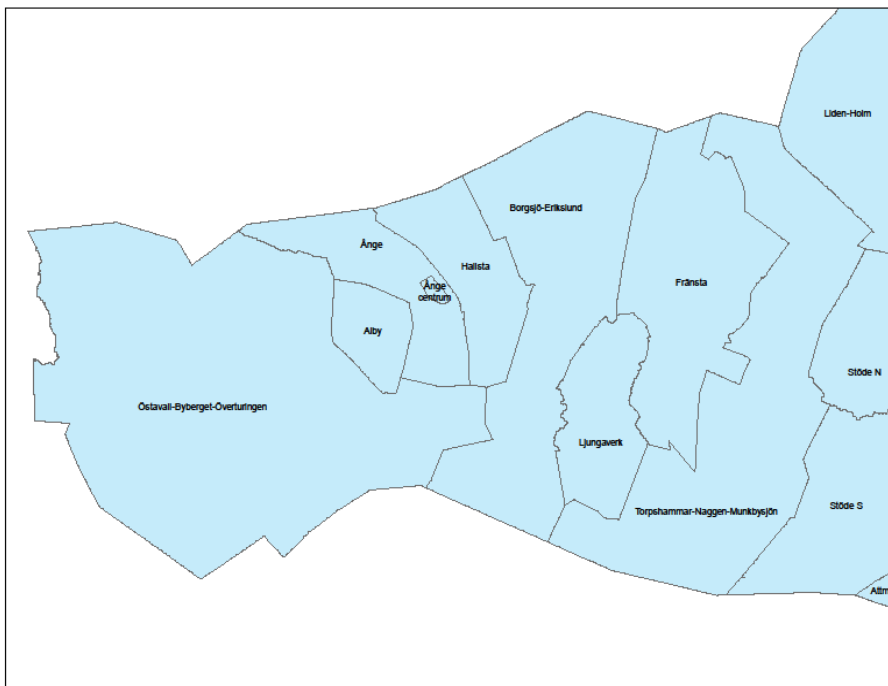 Liden-Holm
Borgsjö-Erikslund
Ånge
Hallsta
Fränsta
Ånge
centrum
Alby
Stöde N
Östavall-Byberget-Överturingen
Ljungaverk
Stöde S
Torpshammar-Naggen-Munkbysjön
Attm